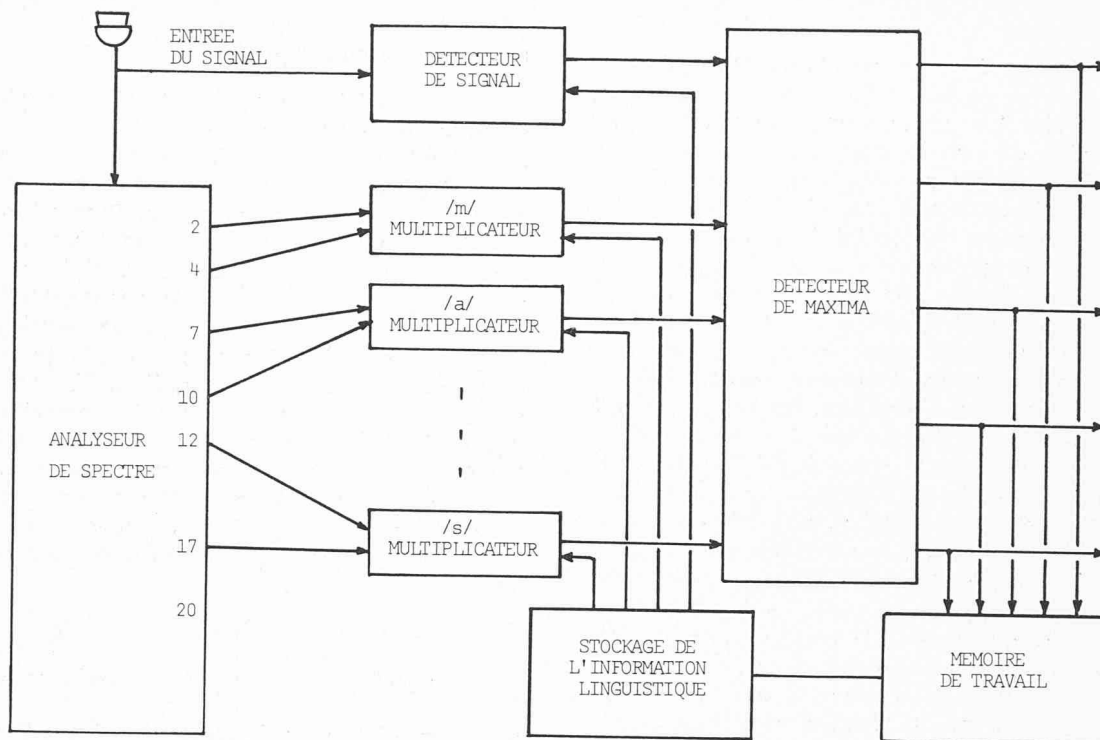 ENTREE
DU SIGNAL
DETECTEUR
DE SIGNAL
2
4
7
10
12
17
20
ANALYSEUR
DE SPECTRE
/m/
MULTIPLICATEUR
/a/
MULTIPLICATEUR
/s/
MULTIPLICATEUR
DETECTEUR
DE MAXIMA
STOCKAGE DE
L'INFORMATION
LINGUISTIQUE
MEMOIRE
DE TRAVAIL